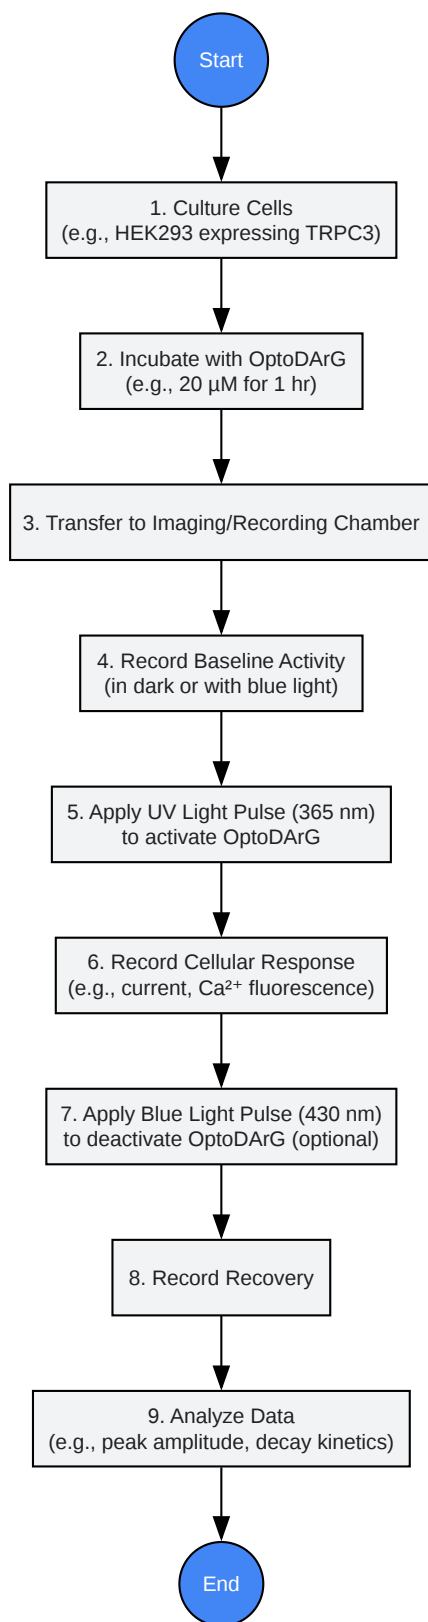 Start
1. Culture Cells
(e.g., HEK293 expressing TRPC3)
2. Incubate with OptoDArG
(e.g., 20 µM for 1 hr)
3. Transfer to Imaging/Recording Chamber
4. Record Baseline Activity
(in dark or with blue light)
5. Apply UV Light Pulse (365 nm)
to activate OptoDArG
6. Record Cellular Response
(e.g., current, Ca²⁺ fluorescence)
7. Apply Blue Light Pulse (430 nm)
to deactivate OptoDArG (optional)
8. Record Recovery
9. Analyze Data
(e.g., peak amplitude, decay kinetics)
End